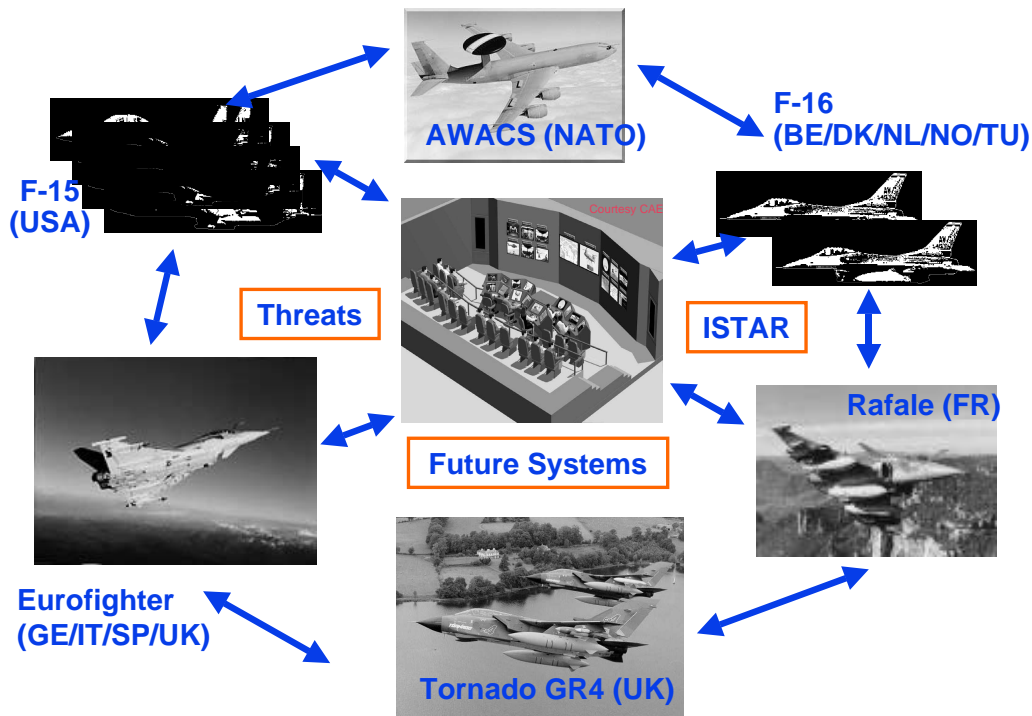 AWACS (NATO)
F-16
(BE/DK/NL/NO/TU)
F-15
(USA)
Courtesy CAE
Threats
ISTAR
Rafale (FR)
Future Systems
Eurofighter
(GE/IT/SP/UK)
Tornado GR4 (UK)